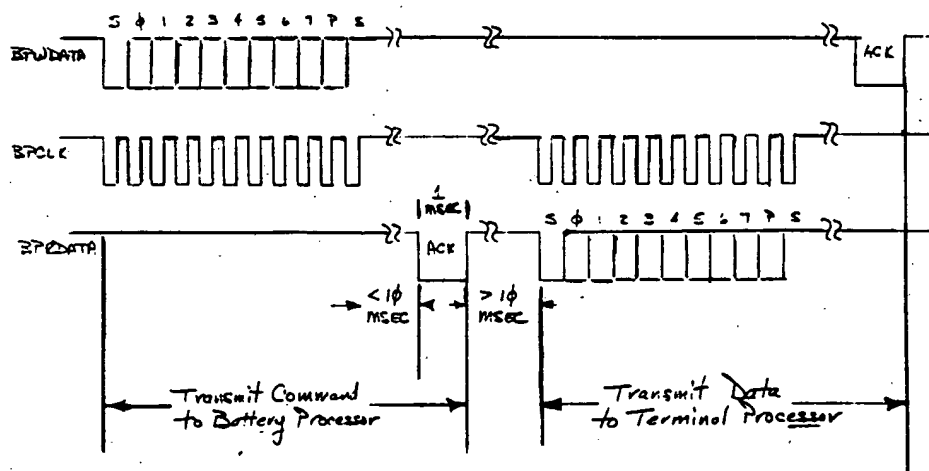 S φ 1 2 3 4 5 6 7 P S
BPWDATA
ACK
BPCLK
1
MSEC
S φ 1 2 3 4 5 6 7 P S
BPRDATA
ACK
< 1φ
MSEC
> 1φ
MSEC
Transmit Command
to Battery Processor
Transmit Data
to Terminal Processor